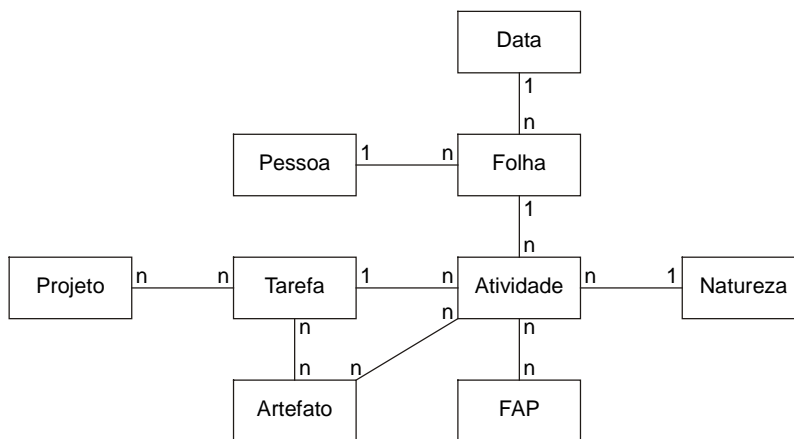 Data
1
n
Pessoa
1
n
Folha
1
n
Projeto
n
n
Tarefa
1
n
Atividade
n
1
Natureza
n
n
n
n
n
n
Artefato
FAP